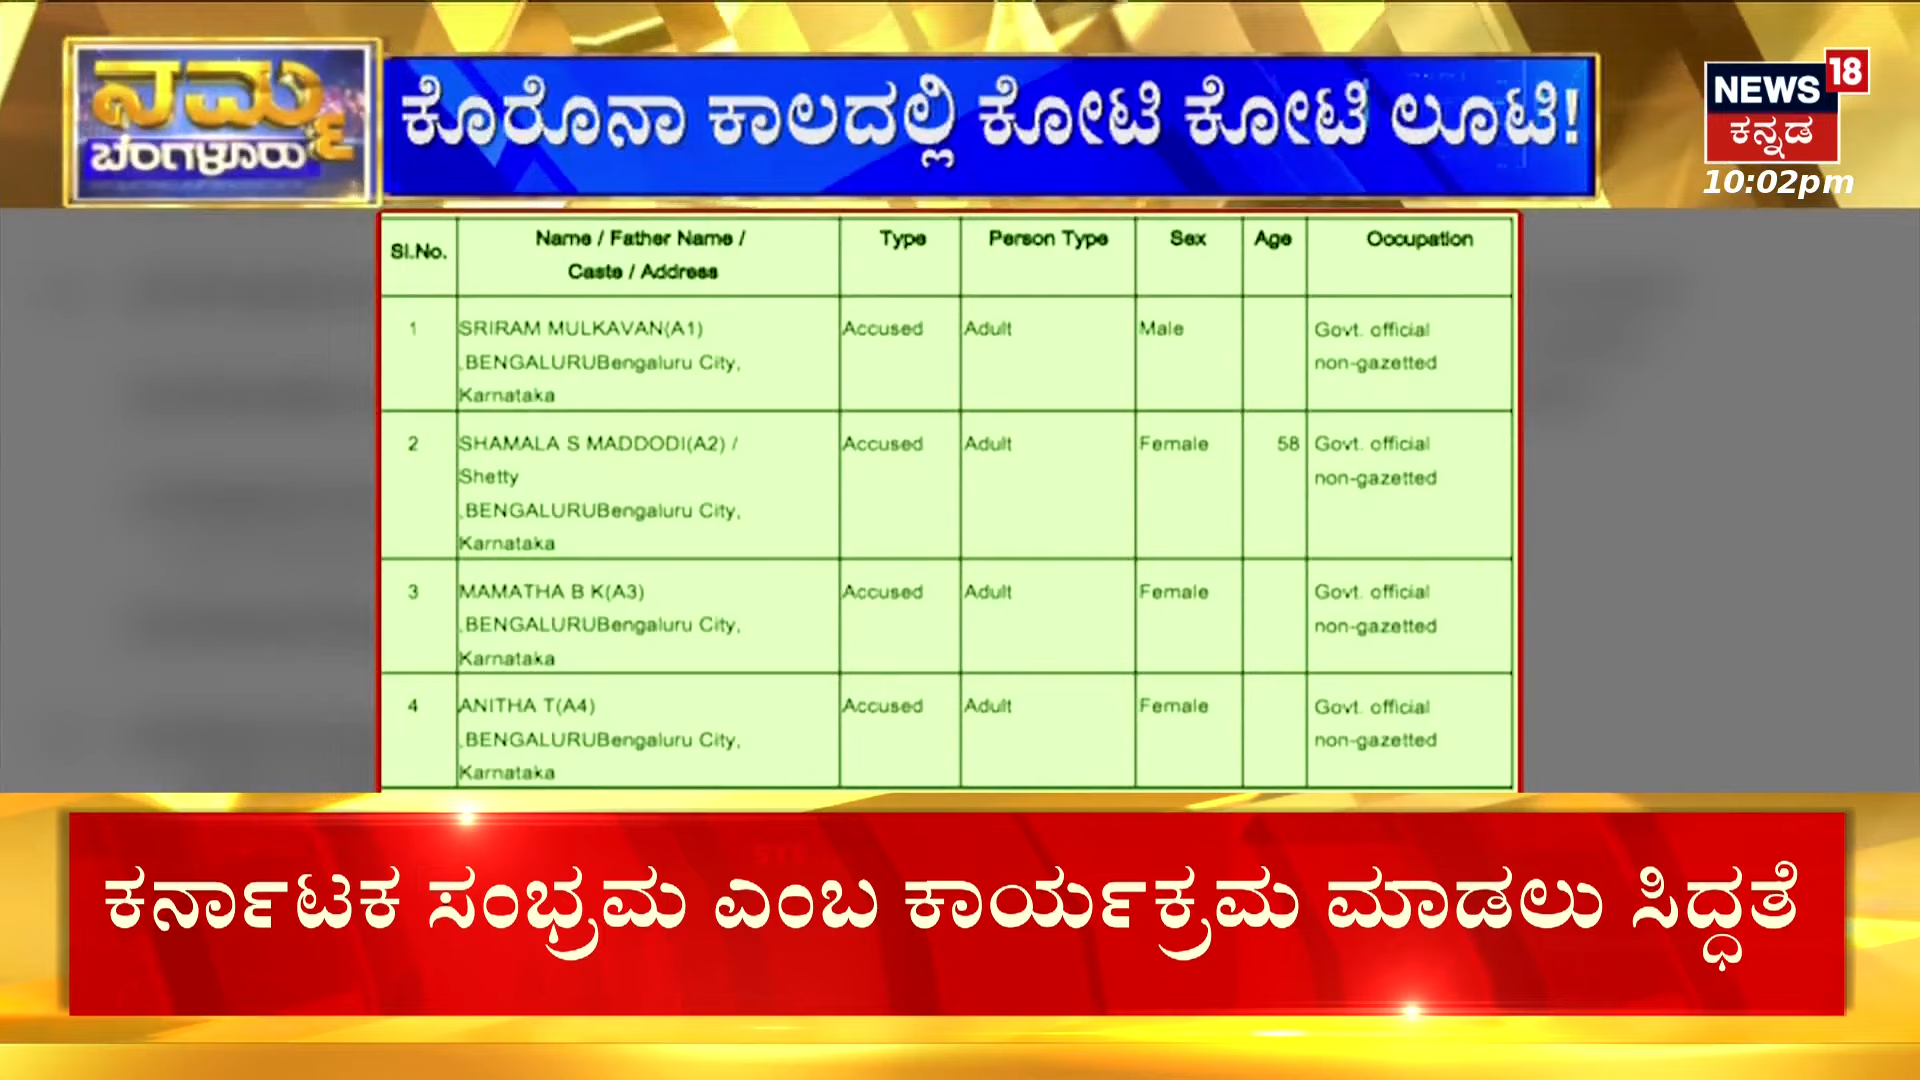 ನಮ್ಮ
ಬೆಂಗಳೂರು
ಕೊರೊನಾ ಕಾಲದಲ್ಲಿ ಕೋಟಿ ಕೋಟಿ ಲೂಟಿ!
NEWS 18
ಕನ್ನಡ
10:02pm
Sl.No. Name / Father Name / Type Person Type Sex Age Occupation
Caste / Address
1 SRIRAM MULKAVAN(A1) Accused Adult Male Govt. official
,BENGALURUBengaluru City, non-gazetted
Karnataka
2 SHAMALA S MADDODI(A2) / Accused Adult Female 58 Govt. official
Shetty non-gazetted
,BENGALURUBengaluru City,
Karnataka
3 MAMATHA B K(A3) Accused Adult Female Govt. official
,BENGALURUBengaluru City, non-gazetted
Karnataka
4 ANITHA T(A4) Accused Adult Female Govt. official
,BENGALURUBengaluru City, non-gazetted
Karnataka
ಕರ್ನಾಟಕ ಸಂಭ್ರಮ ಎಂಬ ಕಾರ್ಯಕ್ರಮ ಮಾಡಲು ಸಿದ್ಧತೆ